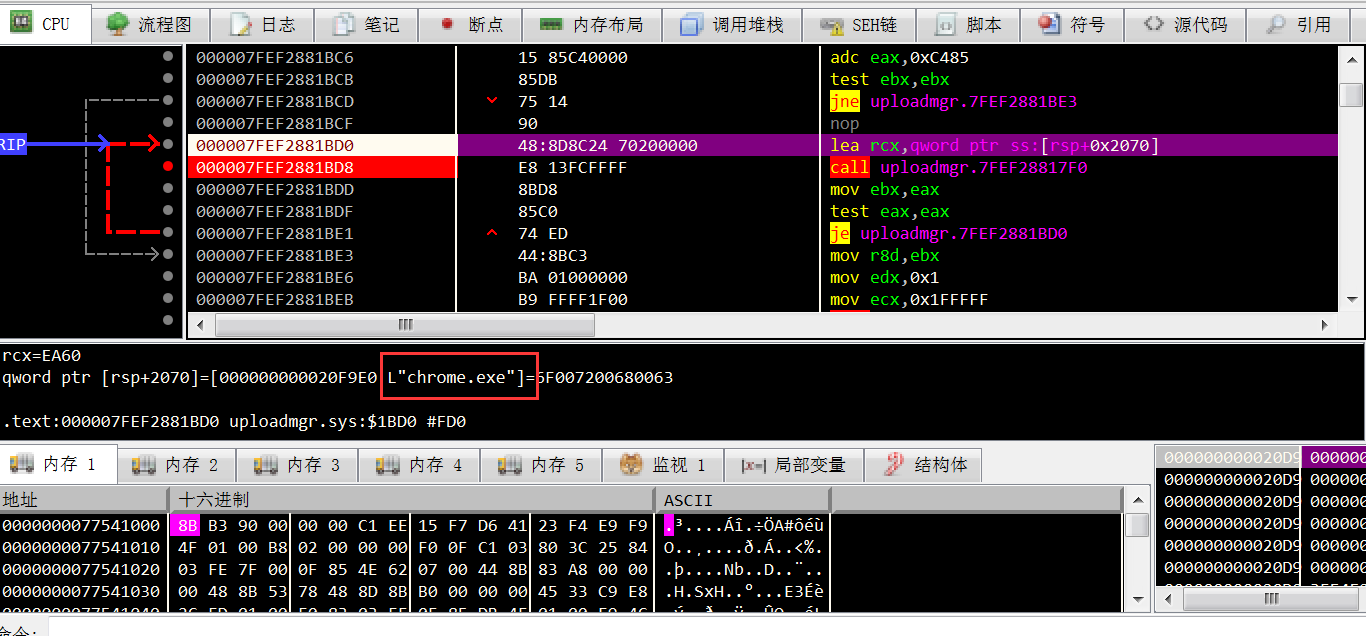 CPU 流程图 日志 笔记 断点 内存布局 调用堆栈 SEH链 脚本 符号 源代码 引用
000007FEF2881BC6 15 85C40000 adc eax,0xC485
000007FEF2881BCB 85DB test ebx,ebx
000007FEF2881BCD 75 14 jne uploadmgr.7FEF2881BE3
000007FEF2881BCF 90 nop
RIP 000007FEF2881BD0 48:8D8C24 70200000 lea rcx,qword ptr ss:[rsp+0x2070]
000007FEF2881BD8 E8 13FCFFFF call uploadmgr.7FEF28817F0
000007FEF2881BDD 8BD8 mov ebx,eax
000007FEF2881BDF 85C0 test eax,eax
000007FEF2881BE1 74 ED je uploadmgr.7FEF2881BD0
000007FEF2881BE3 44:8BC3 mov r8d,ebx
000007FEF2881BE6 BA 01000000 mov edx,0x1
000007FEF2881BEB B9 FFFF1F00 mov ecx,0x1FFFFF
rcx=EA60
qword ptr [rsp+2070]=[000000000020F9E0 L"chrome.exe"]=6F007200680063
.text:000007FEF2881BD0 uploadmgr.sys:$1BD0 #FD0
内存 1 内存 2 内存 3 内存 4 内存 5 监视 1 |x=| 局部变量 结构体
地址 十六进制 ASCII
0000000077541000 8B B3 90 00 00 00 C1 EE 15 F7 D6 41 23 F4 E9 F9 .³....Áî.÷ÖA#ôéù
0000000077541010 4F 01 00 B8 02 00 00 00 F0 0F C1 03 80 3C 25 84 O..¸....ð.Á..<%.
0000000077541020 03 FE 7F 00 0F 85 4E 62 07 00 44 8B 83 A8 00 00 .þ....Nb..D..¨..
0000000077541030 00 48 8B 53 78 48 8D 8B B0 00 00 00 45 33 C9 E8 .H.SxH..°...E3Éè
000000000020D9 000000
000000000020D9 000000
000000000020D9 000000
000000000020D9 000000
000000000020D9 000000
000000000020D9 000000
命令: